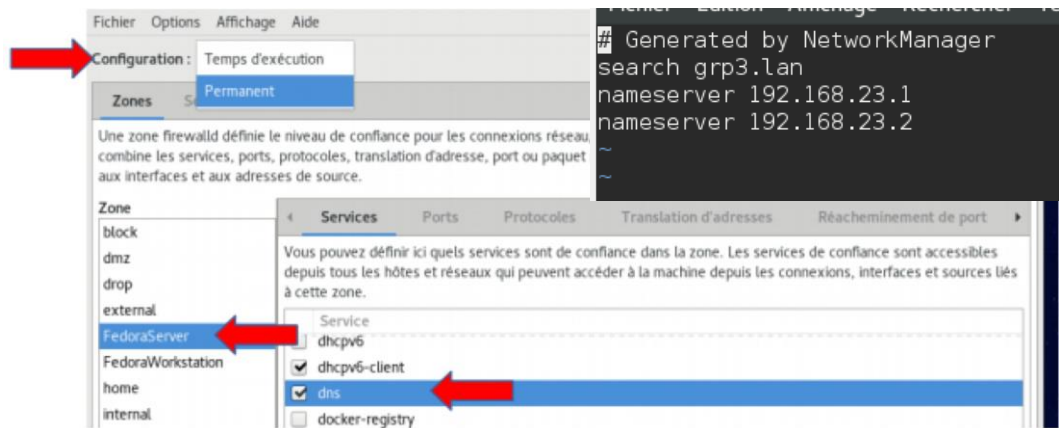 Fichier Options Affichage Aide
Configuration : Temps d'exécution
Permanent
Zones
Une zone firewalld définie le niveau de confiance pour les connexions réseau,
combine les services, ports, protocoles, translation d'adresse, port ou paquet
aux interfaces et aux adresses de source.
Zone
block
dmz
drop
external
FedoraServer
FedoraWorkstation
home
internal
Services Ports Protocoles Translation d'adresses Réacheminement de port
Vous pouvez définir ici quels services sont de confiance dans la zone. Les services de confiance sont accessibles
depuis tous les hôtes et réseaux qui peuvent accéder à la machine depuis les connexions, interfaces et sources liés
à cette zone.
Service
dhcpv6
dhcpv6-client
dns
docker-registry
Fichier Edition Affichage Rechercher
# Generated by NetworkManager
search grp3.lan
nameserver 192.168.23.1
nameserver 192.168.23.2
~
~